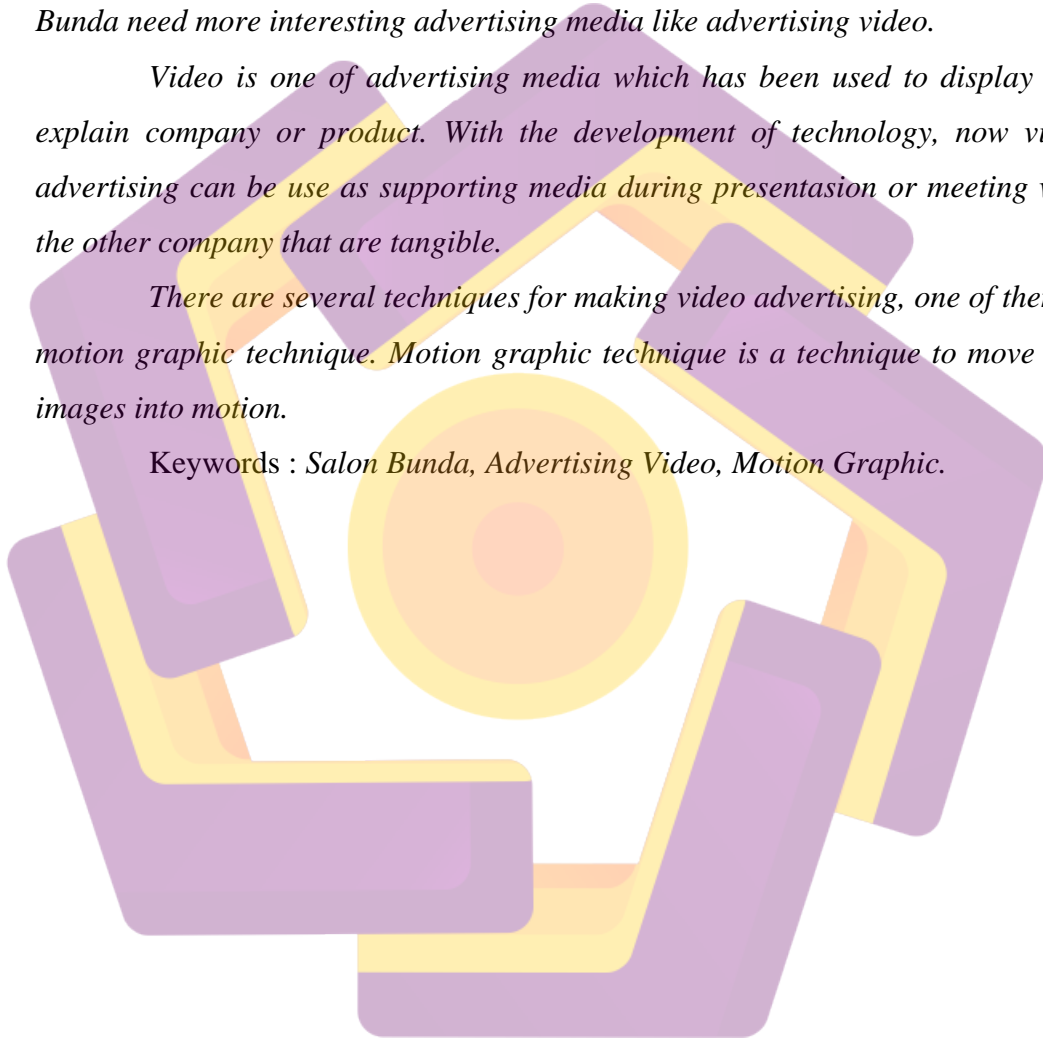 Bunda need more interesting advertising media like advertising video.
Video is one of advertising media which has been used to display
explain company or product. With the development of technology, now
advertising can be use as supporting media during presentasion or meeting
the other company that are tangible.
There are several techniques for making video advertising, one of
motion graphic technique. Motion graphic technique is a technique to move
images into motion.
Keywords : Salon Bunda, Advertising Video, Motion Graphic.